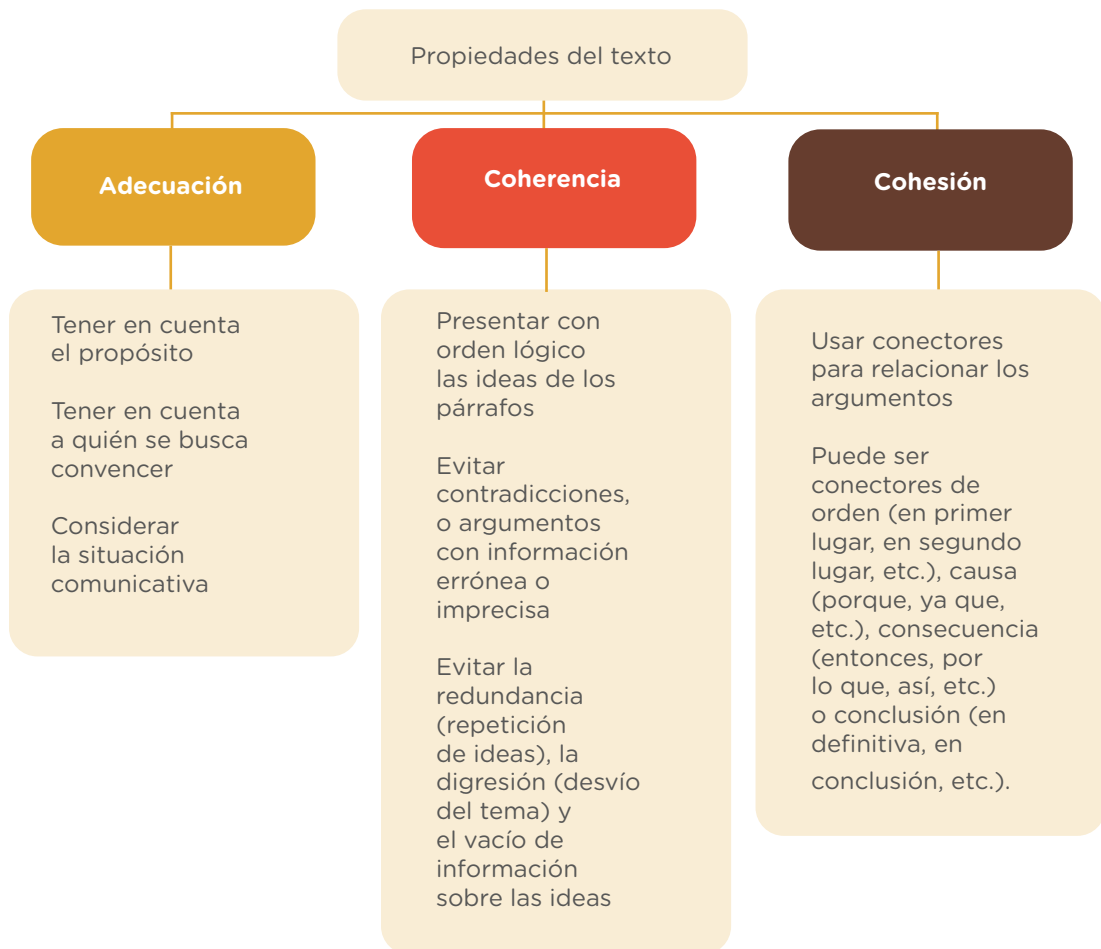 Propiedades del texto
Adecuación
Tener en cuenta
el propósito
Tener en cuenta
a quién se busca
convencer
Considerar
la situación
comunicativa
Coherencia
Presentar con
orden lógico
las ideas de los
párrafos
Evitar
contradicciones,
o argumentos
con información
errónea o
imprecisa
Evitar la
redundancia
(repetición
de ideas), la
digresión (desvío
del tema) y
el vacío de
información
sobre las ideas
Cohesión
Usar conectores
para relacionar los
argumentos
Puede ser
conectores de
orden (en primer
lugar, en segundo
lugar, etc.), causa
(porque, ya que,
etc.), consecuencia
(entonces, por
lo que, así, etc.)
o conclusión (en
definitiva, en
conclusión, etc.).